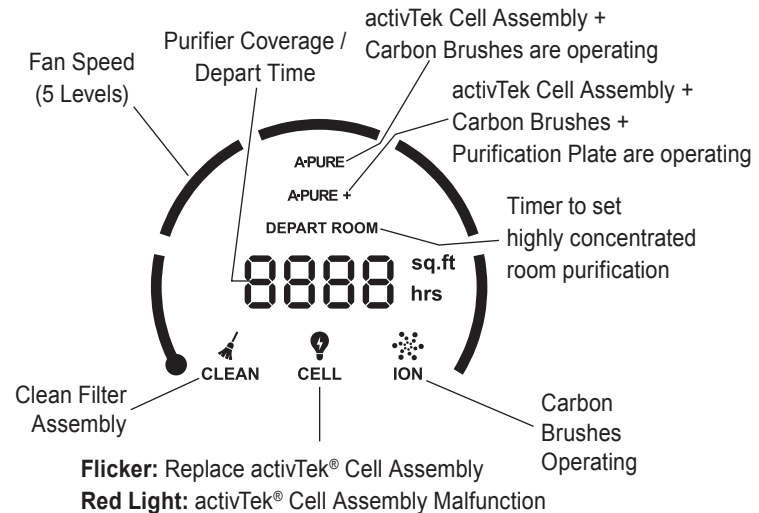 activTek Cell Assembly +
Carbon Brushes are operating
Purifier Coverage /
Depart Time
Fan Speed
(5 Levels)
activTek Cell Assembly +
Carbon Brushes +
Purification Plate are operating
A•PURE
A•PURE +
DEPART ROOM
Timer to set
highly concentrated
room purification
8888
sq.ft
hrs
CLEAN
CELL
ION
Clean Filter
Assembly
Carbon
Brushes
Operating
Flicker: Replace activTek® Cell Assembly
Red Light: activTek® Cell Assembly Malfunction